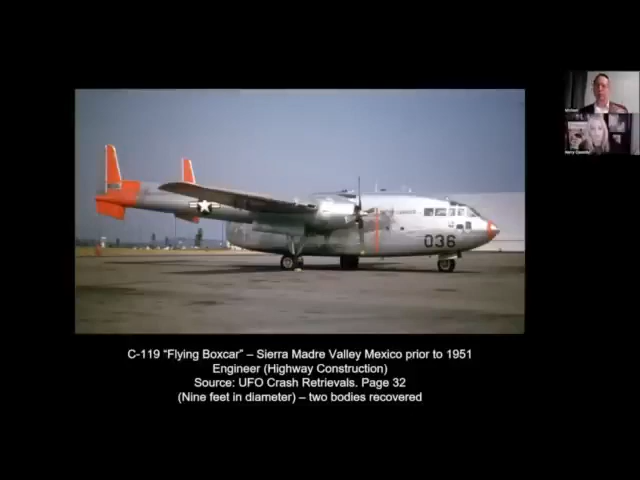 036
C-119 “Flying Boxcar” – Sierra Madre Valley Mexico prior to 1951
Engineer (Highway Construction)
Source: UFO Crash Retrievals. Page 32
(Nine feet in diameter) – two bodies recovered